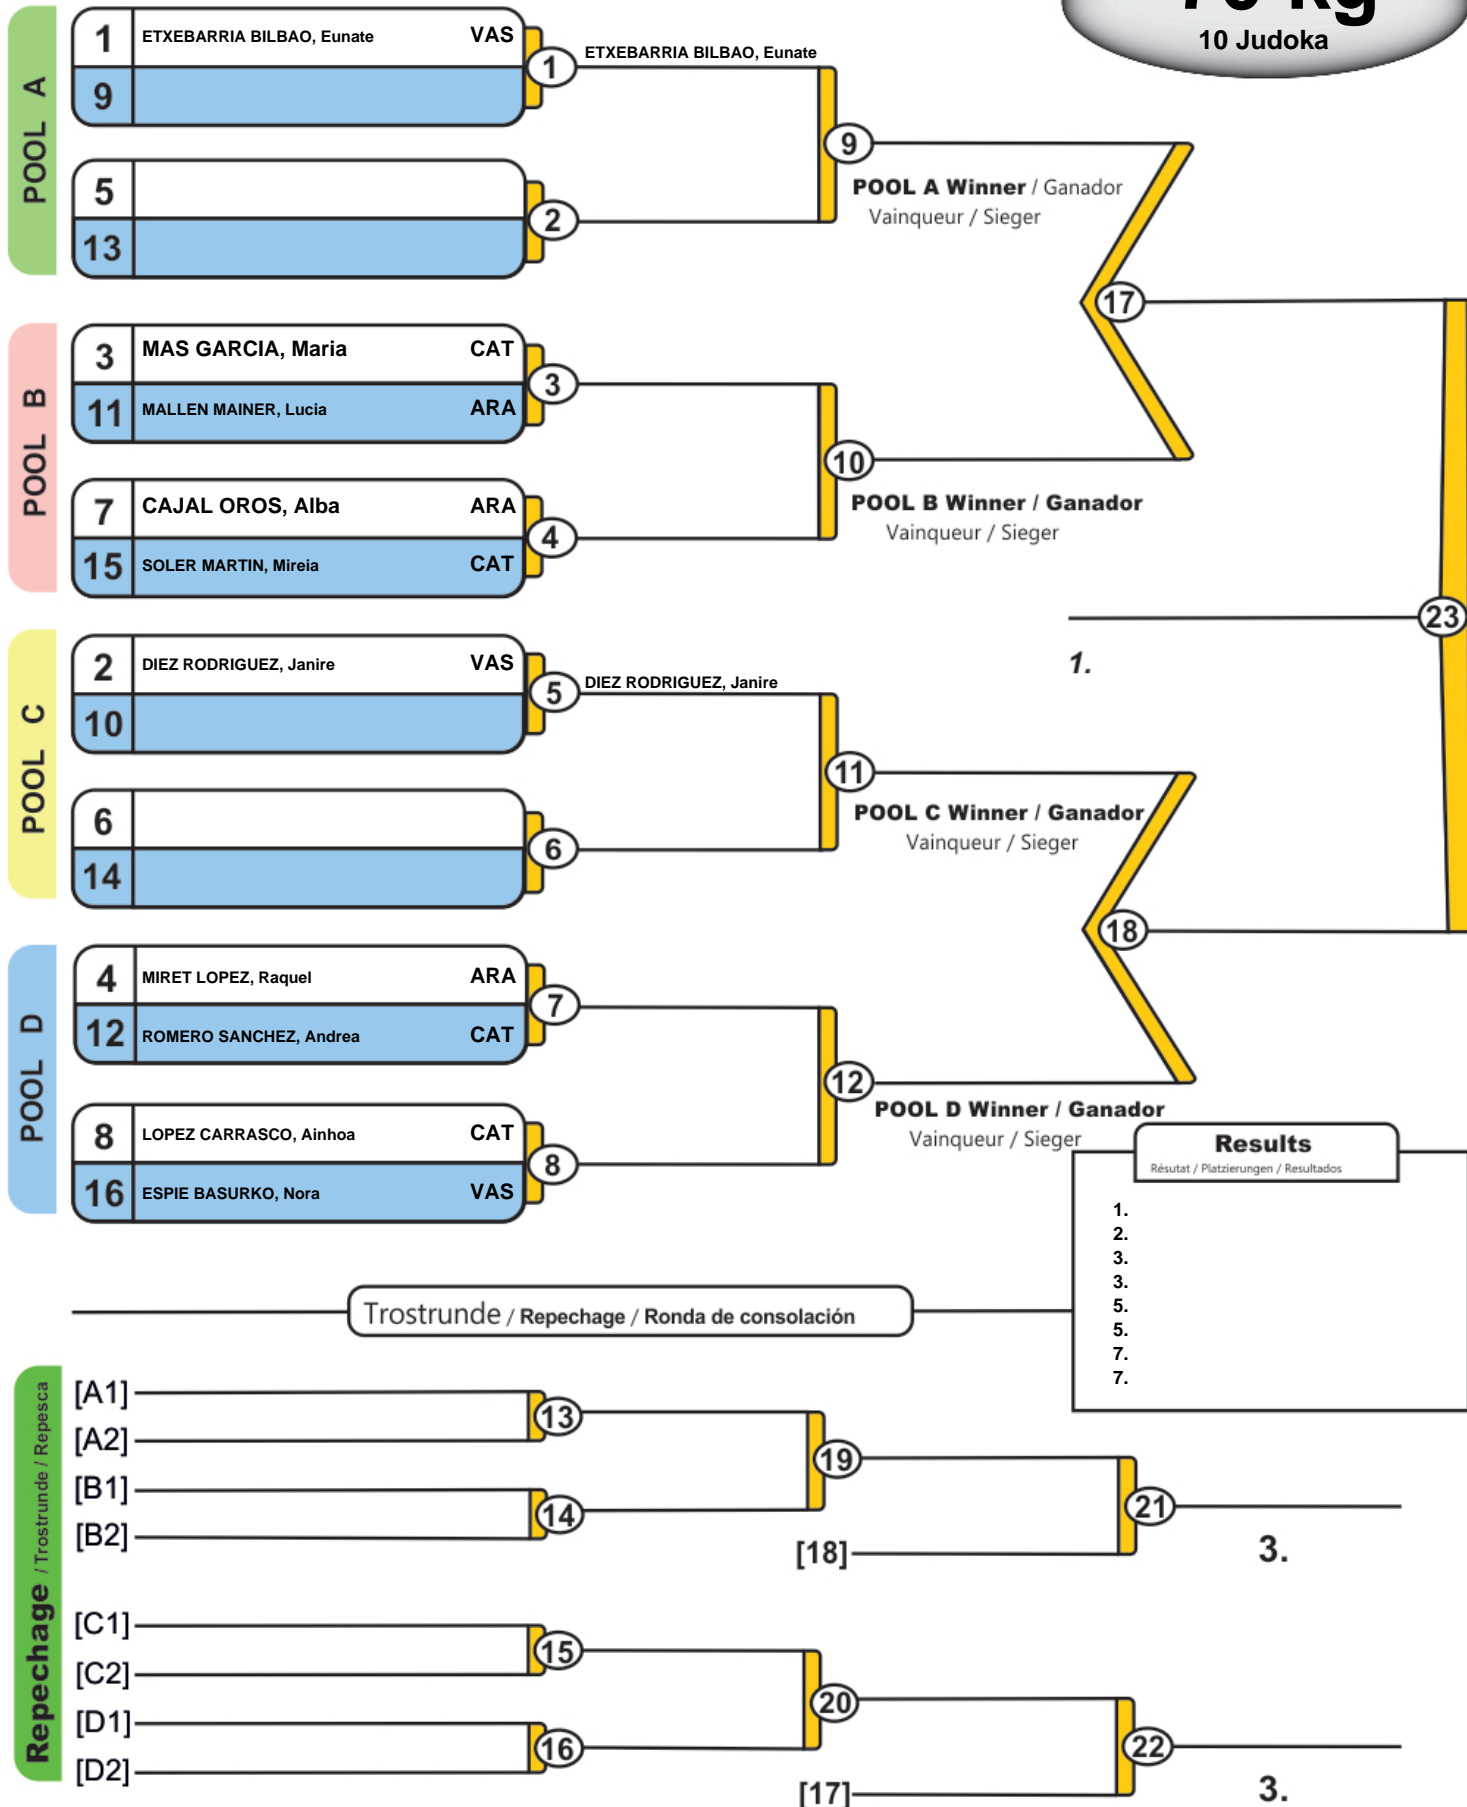 10 Judoka
POOL A
1 ETXEBARRIA BILBAO, Eunate VAS
9
1
ETXEBARRIA BILBAO, Eunate
5
13
2
9
POOL A Winner / Ganador
Vainqueur / Sieger
17
POOL B
3 MAS GARCIA, Maria CAT
11 MALLEN MAINER, Lucia ARA
3
7 CAJAL OROS, Alba ARA
15 SOLER MARTIN, Mireia CAT
4
10
POOL B Winner / Ganador
Vainqueur / Sieger
23
1.
POOL C
2 DIEZ RODRIGUEZ, Janire VAS
10
5
DIEZ RODRIGUEZ, Janire
6
14
6
11
POOL C Winner / Ganador
Vainqueur / Sieger
18
POOL D
4 MIRET LOPEZ, Raquel ARA
12 ROMERO SANCHEZ, Andrea CAT
7
8 LOPEZ CARRASCO, Ainhoa CAT
16 ESPIE BASURKO, Nora VAS
8
12
POOL D Winner / Ganador
Vainqueur / Sieger
Results
Résutat / Platzierungen / Resultados
1.
2.
3.
3.
5.
5.
7.
7.
Trostrunde / Repechage / Ronda de consolación
Repechage / Trostrunde / Repesca
[A1]
[A2]
13
[B1]
[B2]
14
19
[18]
21
3.
[C1]
[C2]
15
[D1]
[D2]
16
20
[17]
22
3.